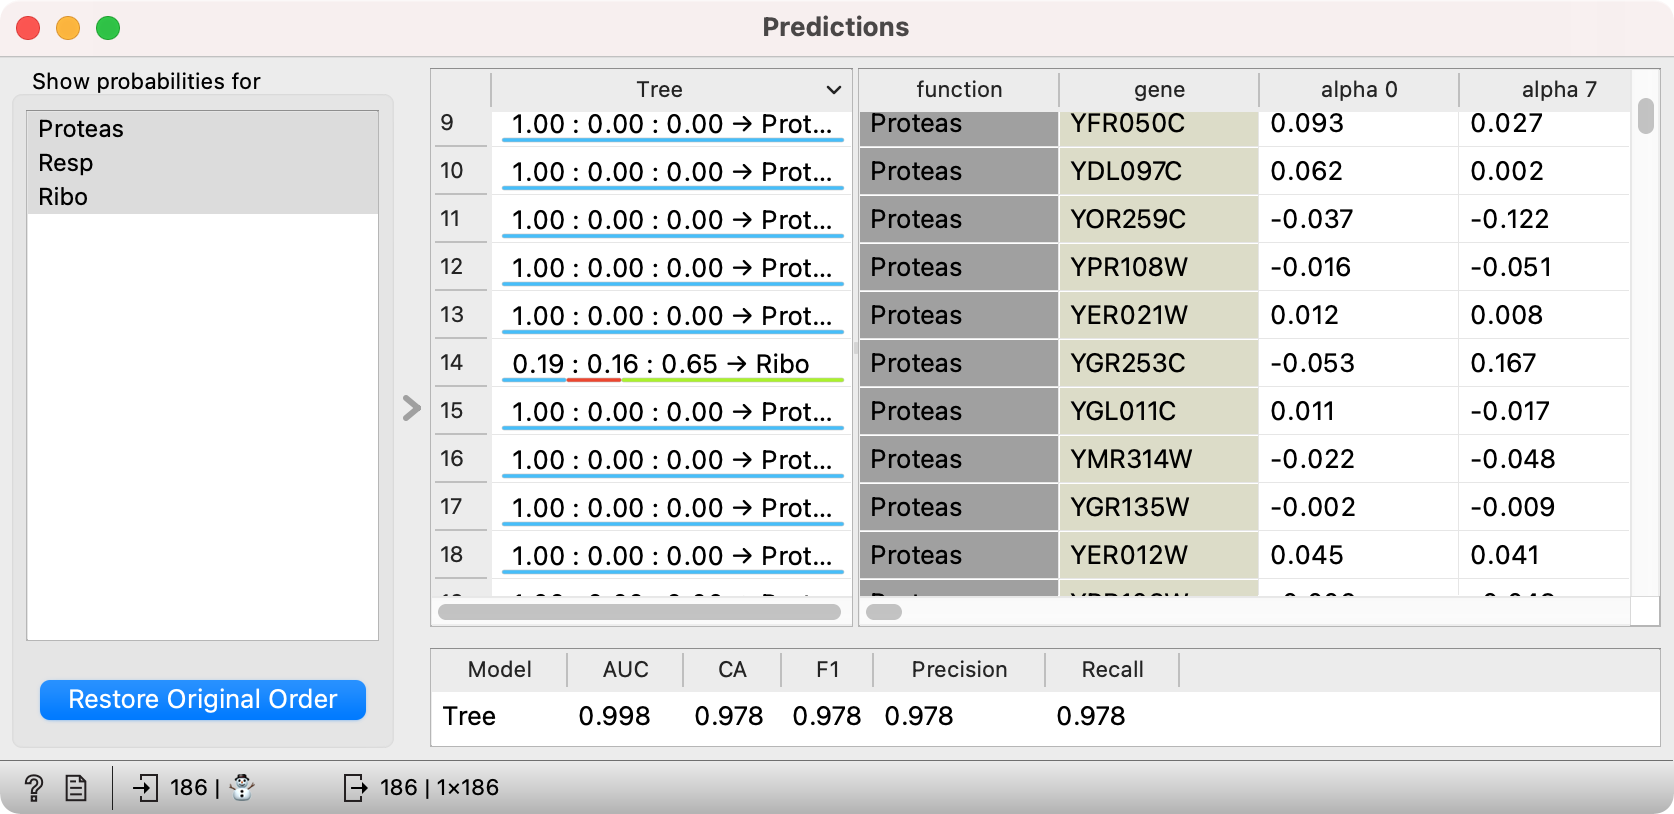 Predictions
Show probabilities for
Proteas
Resp
Ribo
Restore Original Order
Tree function gene alpha 0 alpha 7
9 1.00 : 0.00 : 0.00 → Prot... Proteas YFR050C 0.093 0.027
10 1.00 : 0.00 : 0.00 → Prot... Proteas YDL097C 0.062 0.002
11 1.00 : 0.00 : 0.00 → Prot... Proteas YOR259C -0.037 -0.122
12 1.00 : 0.00 : 0.00 → Prot... Proteas YPR108W -0.016 -0.051
13 1.00 : 0.00 : 0.00 → Prot... Proteas YER021W 0.012 0.008
14 0.19 : 0.16 : 0.65 → Ribo Proteas YGR253C -0.053 0.167
15 1.00 : 0.00 : 0.00 → Prot... Proteas YGL011C 0.011 -0.017
16 1.00 : 0.00 : 0.00 → Prot... Proteas YMR314W -0.022 -0.048
17 1.00 : 0.00 : 0.00 → Prot... Proteas YGR135W -0.002 -0.009
18 1.00 : 0.00 : 0.00 → Prot... Proteas YER012W 0.045 0.041
Model AUC CA F1 Precision Recall
Tree 0.998 0.978 0.978 0.978 0.978
? 186 | 186 | 1×186